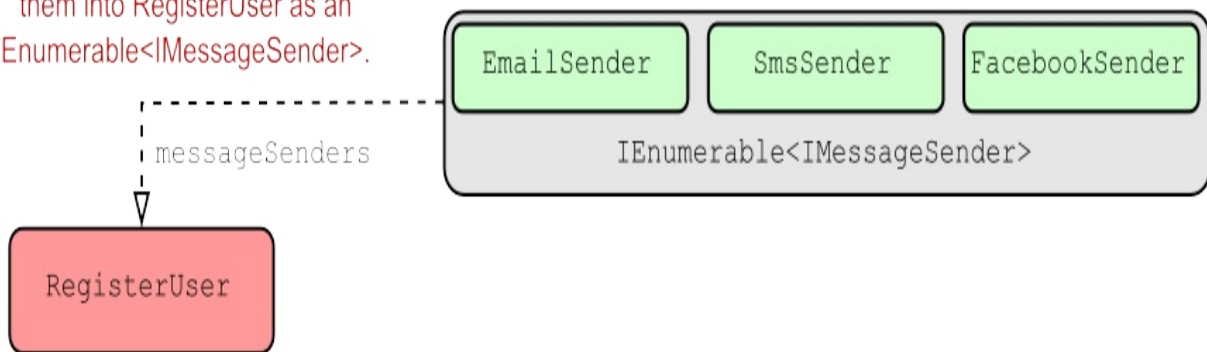 them into RegisterUser as an
Enumerable<IMessageSender>.
EmailSender
SmsSender
FacebookSender
IEnumerable<IMessageSender>
messageSenders
RegisterUser